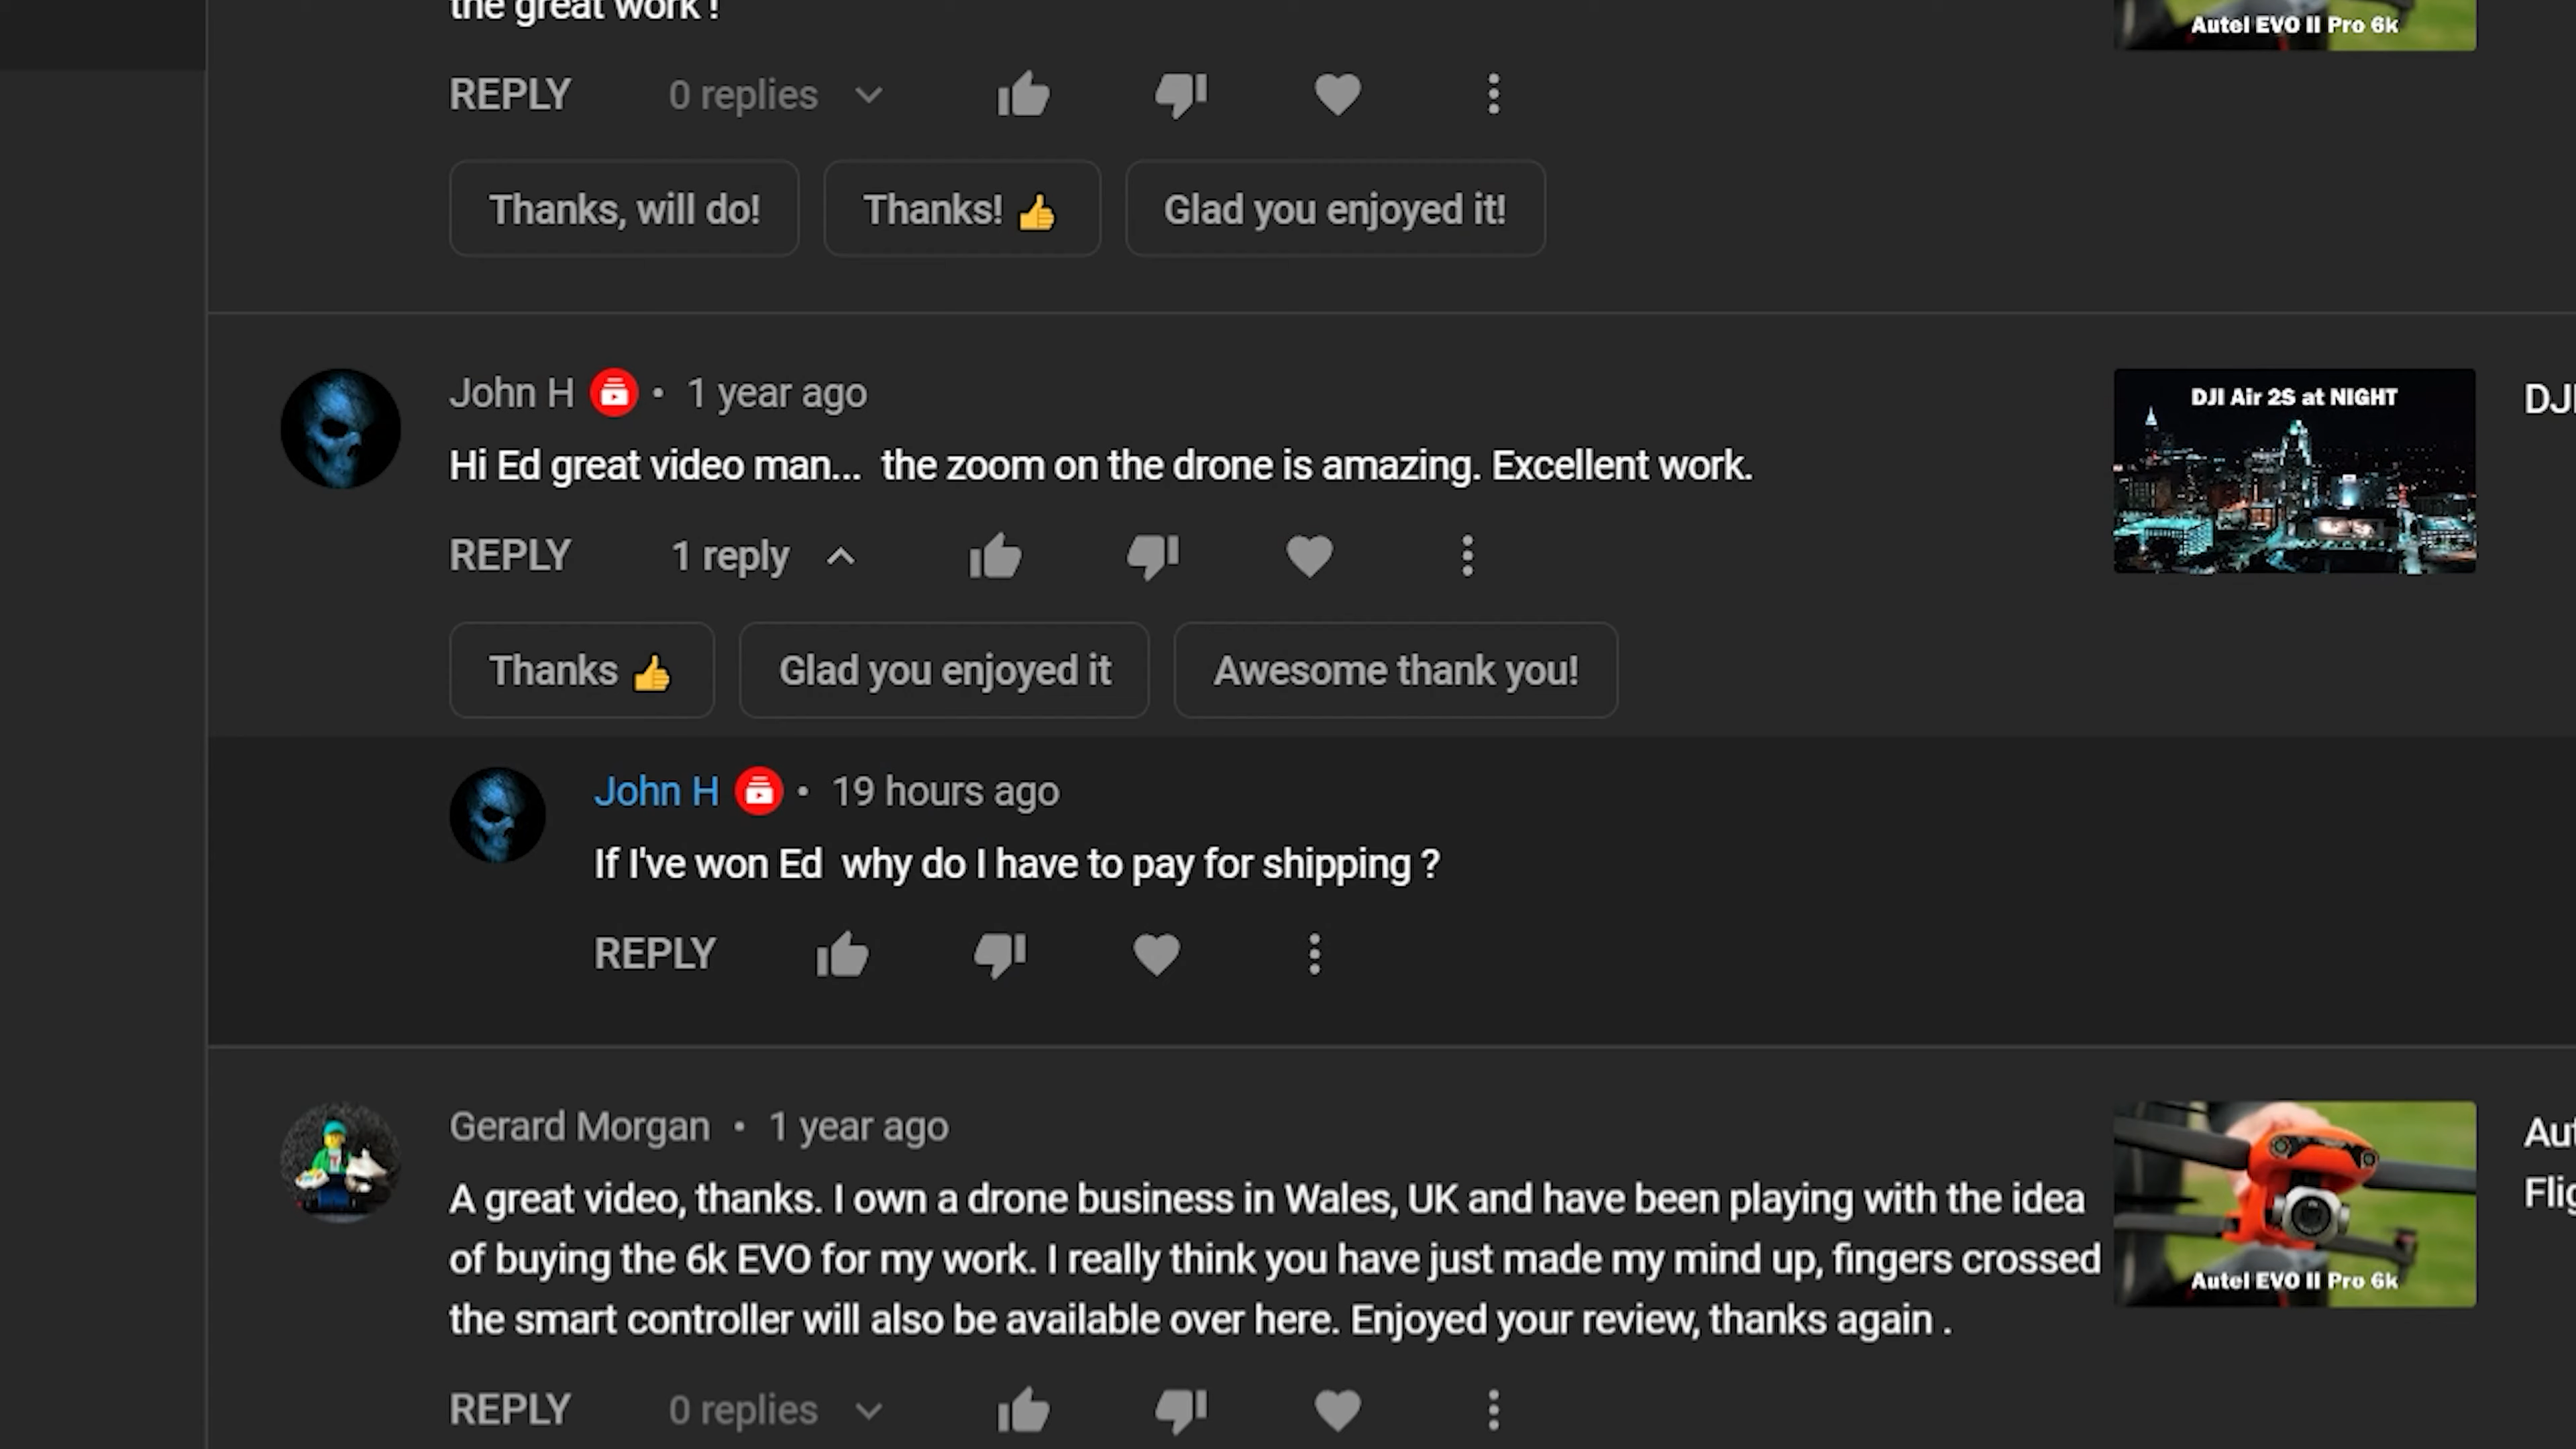 the great work !
Autel EVO II Pro 6k
REPLY 0 replies
Thanks, will do! Thanks! 👍 Glad you enjoyed it!
John H • 1 year ago
Hi Ed great video man... the zoom on the drone is amazing. Excellent work.
DJI Air 2S at NIGHT
DJI
REPLY 1 reply
Thanks 👍 Glad you enjoyed it Awesome thank you!
John H • 19 hours ago
If I've won Ed why do I have to pay for shipping ?
REPLY
Gerard Morgan • 1 year ago
A great video, thanks. I own a drone business in Wales, UK and have been playing with the idea
of buying the 6k EVO for my work. I really think you have just made my mind up, fingers crossed
the smart controller will also be available over here. Enjoyed your review, thanks again .
Autel EVO II Pro 6k
Aut
Flig
REPLY 0 replies